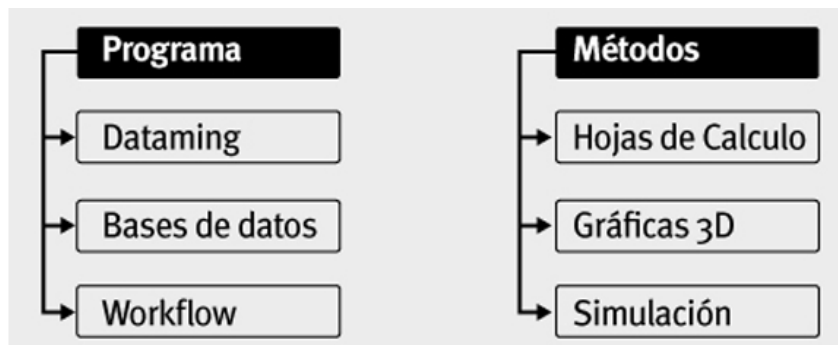 Programa
Dataming
Bases de datos
Workflow
Métodos
Hojas de Calculo
Gráficas 3D
Simulación